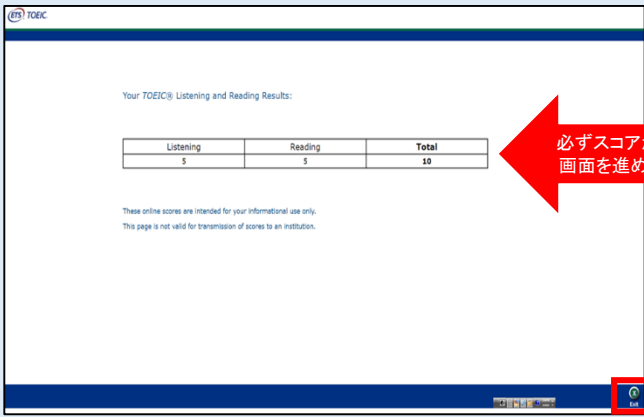 ETS TOEIC
Your TOEIC® Listening and Reading Results:
Listening Reading Total
5 5 10
These online scores are intended for your informational use only.
This page is not valid for transmission of scores to an institution.
必ずスコア
画面を進め
Exit